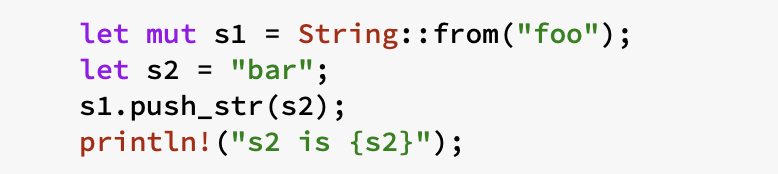 let mut s1 = String::from("foo");
let s2 = "bar";
s1.push_str(s2);
println!("s2 is {s2}");